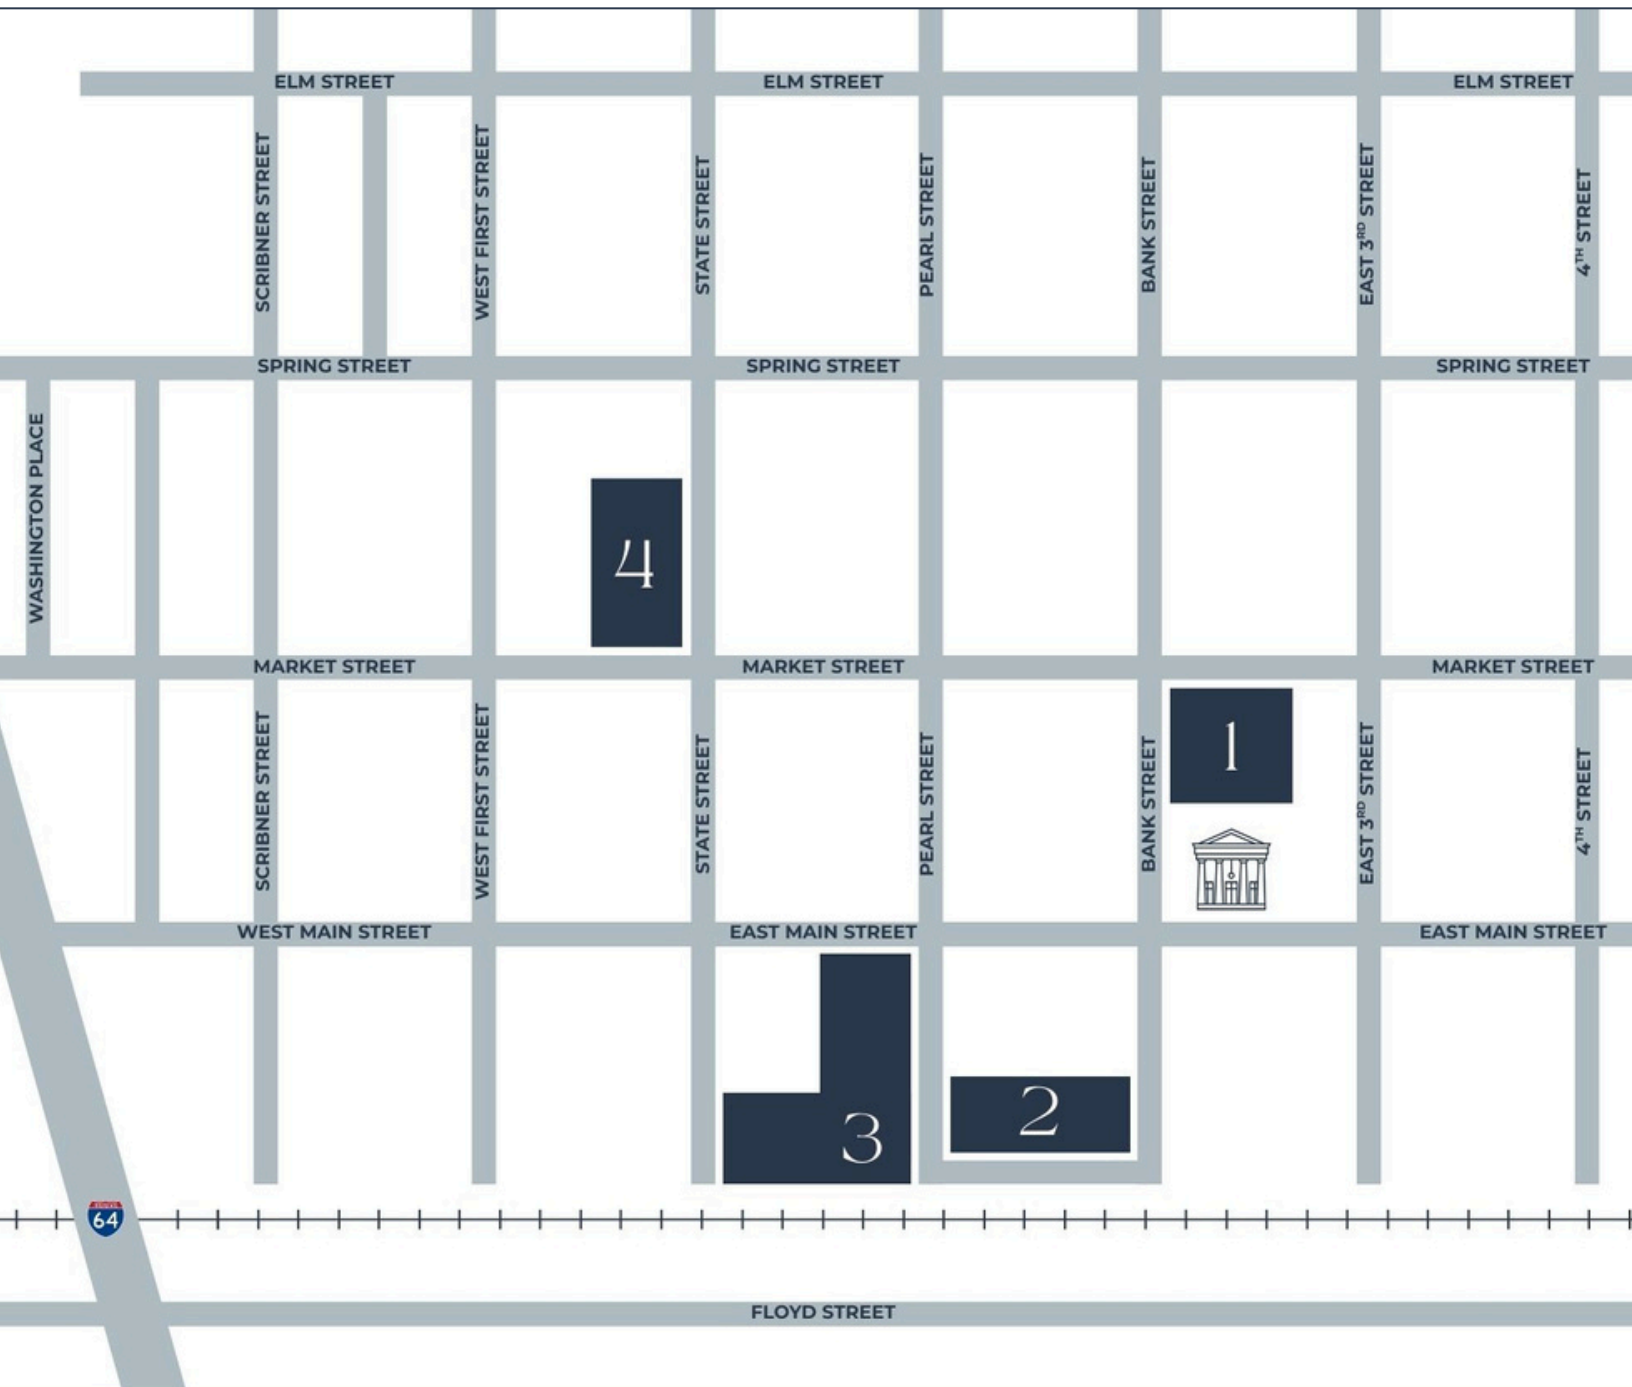 ELM STREET
ELM STREET
ELM STREET
SCRIBNER STREET
WEST FIRST STREET
STATE STREET
PEARL STREET
BANK STREET
EAST 3RD STREET
4TH STREET
SPRING STREET
SPRING STREET
SPRING STREET
WASHINGTON PLACE
4
MARKET STREET
MARKET STREET
MARKET STREET
SCRIBNER STREET
WEST FIRST STREET
STATE STREET
PEARL STREET
BANK STREET
1
EAST 3RD STREET
4TH STREET
WEST MAIN STREET
EAST MAIN STREET
EAST MAIN STREET
3
2
64
FLOYD STREET